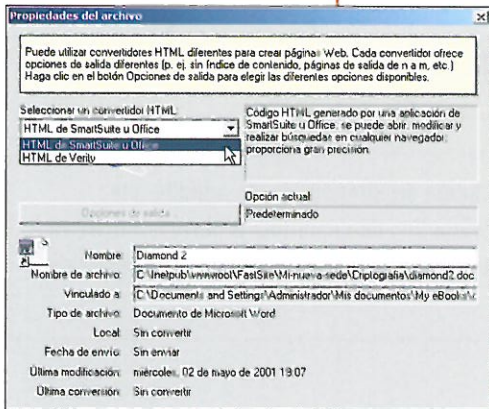 Propiedades del archivo
Puede utilizar convertidores HTML diferentes para crear páginas Web. Cada convertidor ofrece
opciones de salida diferentes (p. ej. sin índice de contenido, páginas de salida de n a m, etc.)
Haga clic en el botón Opciones de salida para elegir las diferentes opciones disponibles.
Seleccionar un convertidor HTML:
HTML de SmartSuite u Office
HTML de SmartSuite u Office
HTML de Verity
Código HTML generado por una aplicación de
SmartSuite u Office, se puede abrir, modificar y
realizar búsquedas en cualquier navegador,
proporciona gran precisión.
Opciones de salida
Opción actual:
Predeterminado
Nombre: Diamond 2
Nombre de archivo: C:\Inetpub\wwwroot\FastSite\Mi-nueva-sede\Criptografia\diamond2.doc
Vinculado a: C:\Documents and Settings\Administrador\Mis documentos\My eBooks\
Tipo de archivo: Documento de Microsoft Word
Local: Sin convertir
Fecha de envío: Sin enviar
Última modificación: miércoles, 02 de mayo de 2001 19:07
Última conversión: Sin convertir